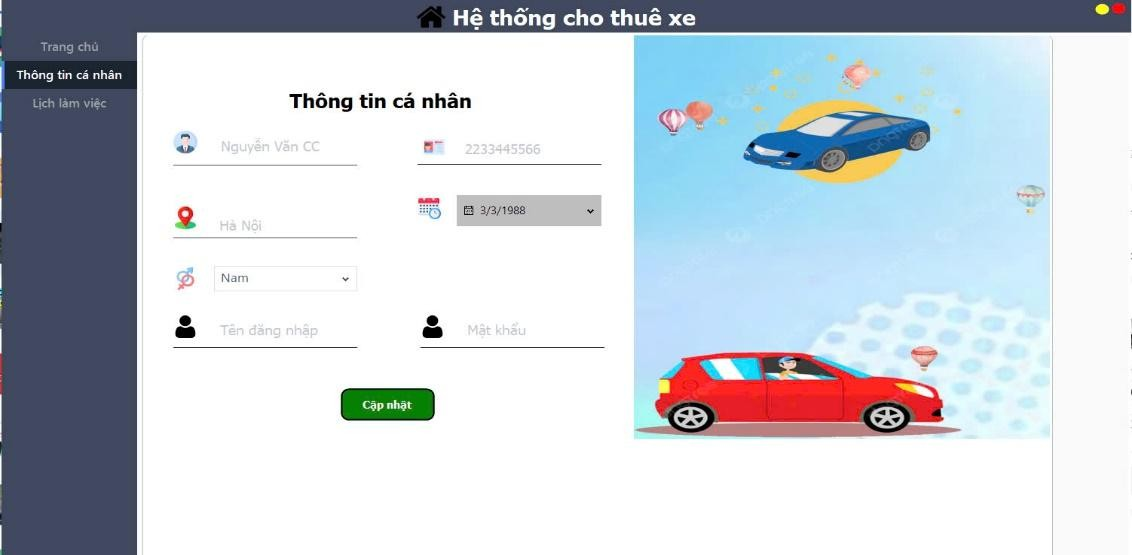 Hệ thống cho thuê xe
Trang chủ
Thông tin cá nhân
Lịch làm việc
Thông tin cá nhân
Nguyễn Văn CC
2233445566
Hà Nội
3/3/1988
Nam
Tên đăng nhập
Mật khẩu
Cập nhật